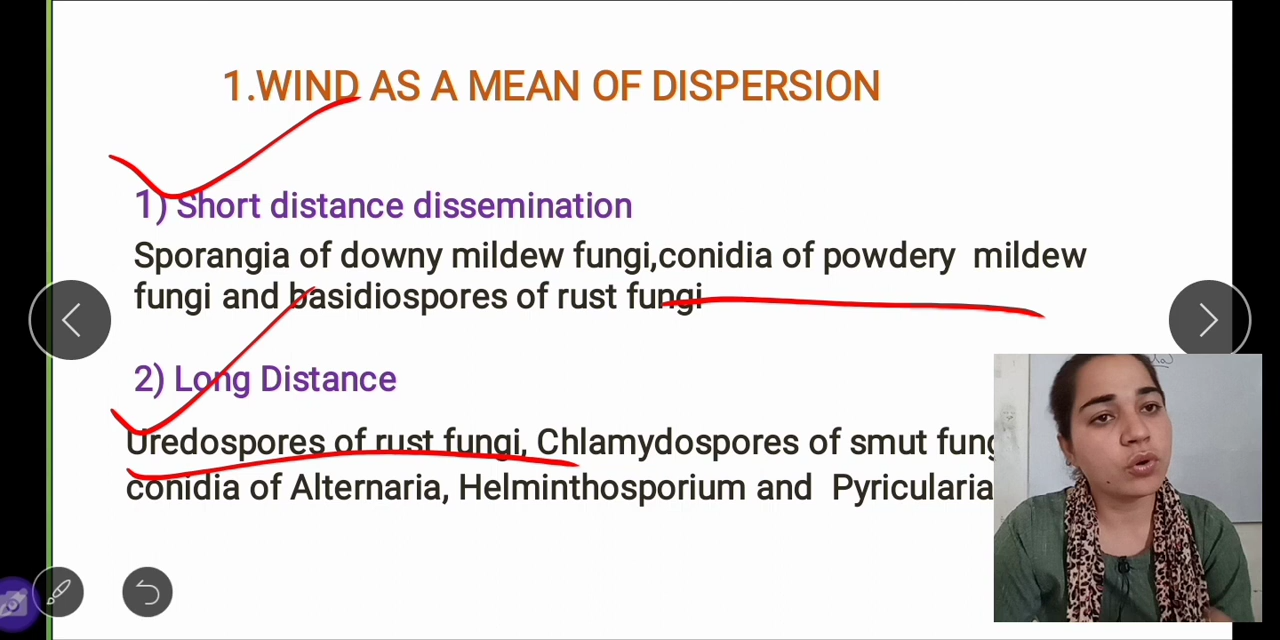 1.WIND AS A MEAN OF DISPERSION
1) Short distance dissemination
Sporangia of downy mildew fungi,conidia of powdery mildew
fungi and basidiospores of rust fungi
2) Long Distance
Uredospores of rust fungi, Chlamydospores of smut fung
conidia of Alternaria, Helminthosporium and Pyricularia